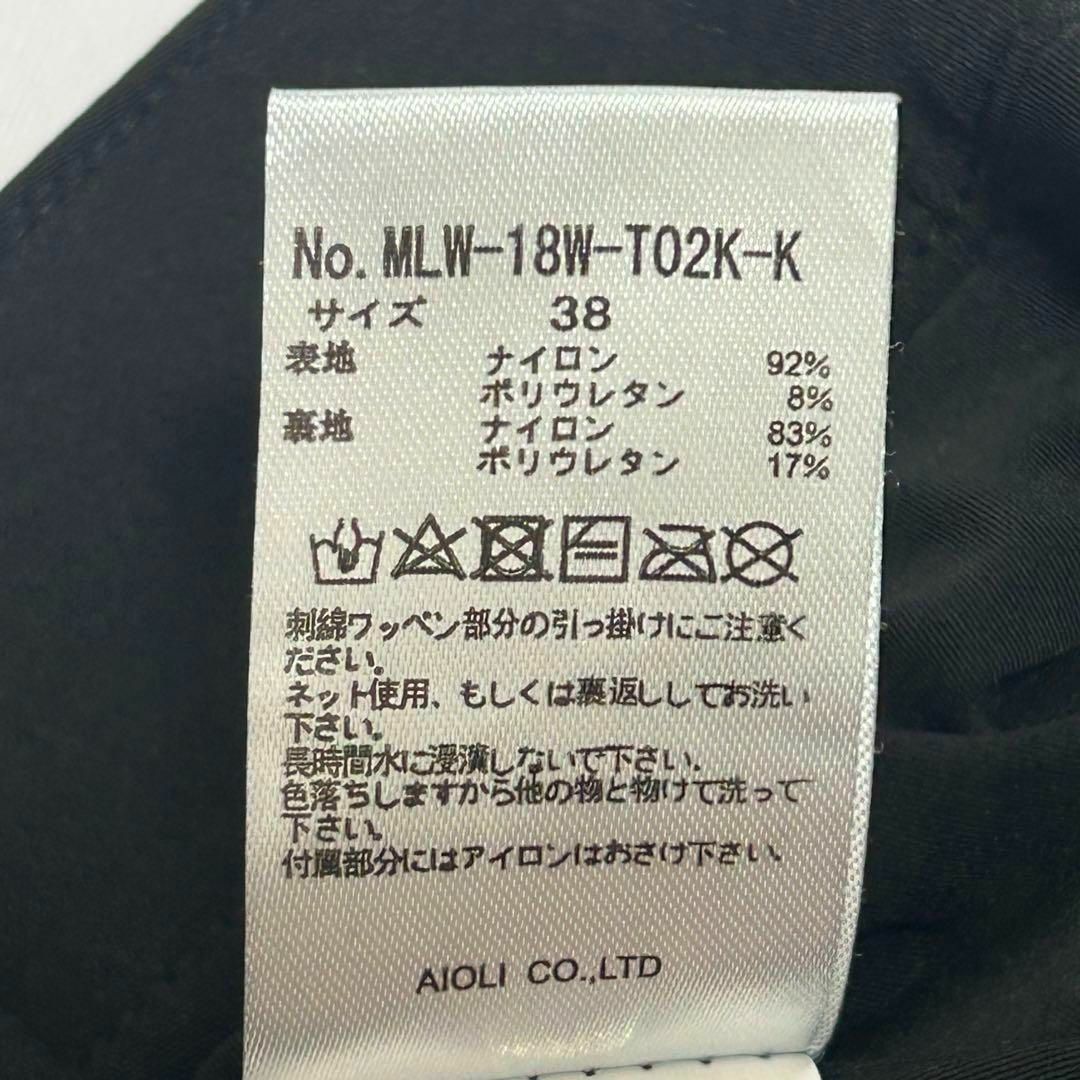 No. MLW-18W-T02K-K
サイズ 38
表地 ナイロン 92%
ポリウレタン 8%
裏地 ナイロン 83%
ポリウレタン 17%
刺綿ワッペン部分の引っ掛けにご注意く
ださい。
ネット使用、もしくは裏返ししてお洗い
下さい。
長時間水に浸漬しないで下さい。
色落ちしますから他の物と物けて洗って
下さい。
付属部分にはアイロンはおさけ下さい。
AIOLI CO.,LTD